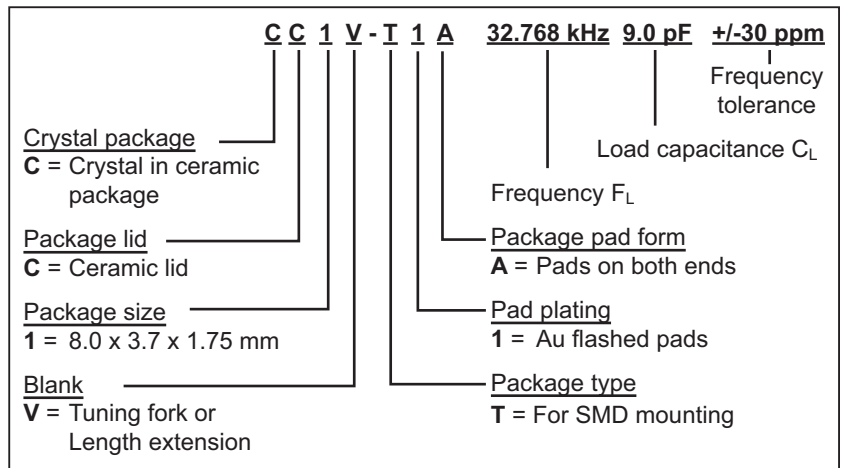 C C 1 V - T 1 A 32.768 kHz 9.0 pF +/-30 ppm
Frequency
tolerance
Load capacitance CL
Frequency FL
Crystal package
C = Crystal in ceramic
package
Package lid
C = Ceramic lid
Package size
1 = 8.0 x 3.7 x 1.75 mm
Blank
V = Tuning fork or
Length extension
Package pad form
A = Pads on both ends
Pad plating
1 = Au flashed pads
Package type
T = For SMD mounting